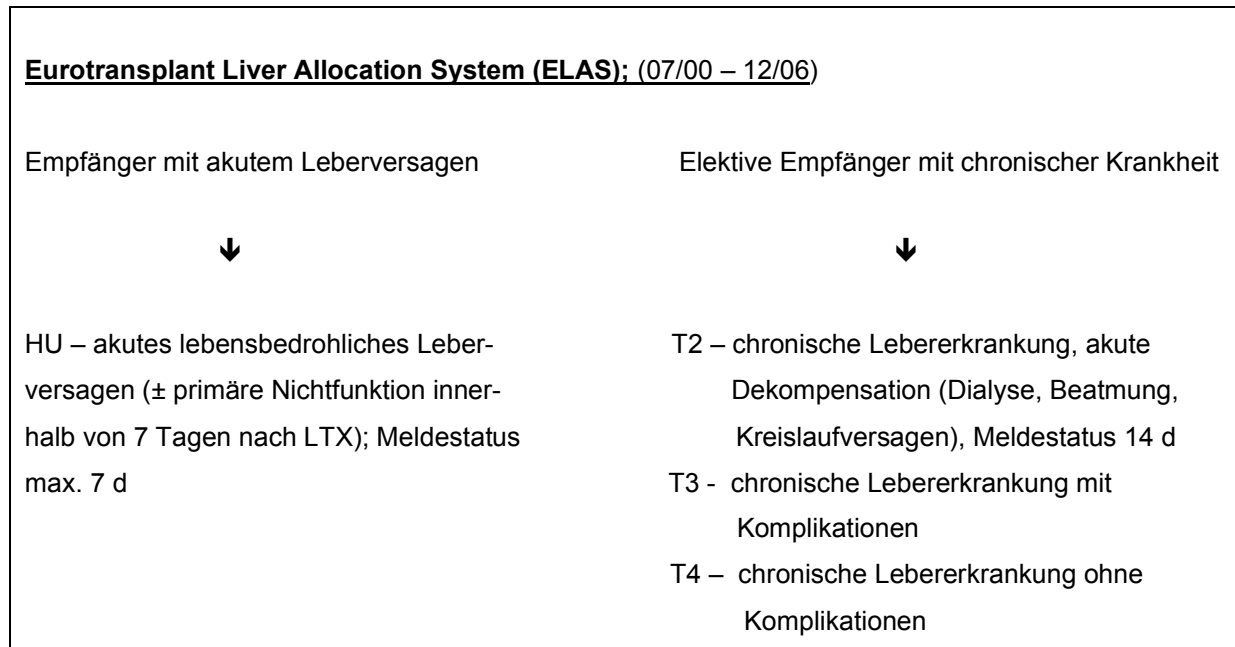 Eurotransplant Liver Allocation System (ELAS); (07/00 – 12/06)
Empfänger mit akutem Leberversagen
🡻
HU – akutes lebensbedrohliches Leber-
versagen (± primäre Nichtfunktion inner-
halb von 7 Tagen nach LTX); Meldestatus
max. 7 d
Elektive Empfänger mit chronischer Krankheit
🡻
T2 – chronische Lebererkrankung, akute
Dekompensation (Dialyse, Beatmung,
Kreislaufversagen), Meldestatus 14 d
T3 - chronische Lebererkrankung mit
Komplikationen
T4 – chronische Lebererkrankung ohne
Komplikationen